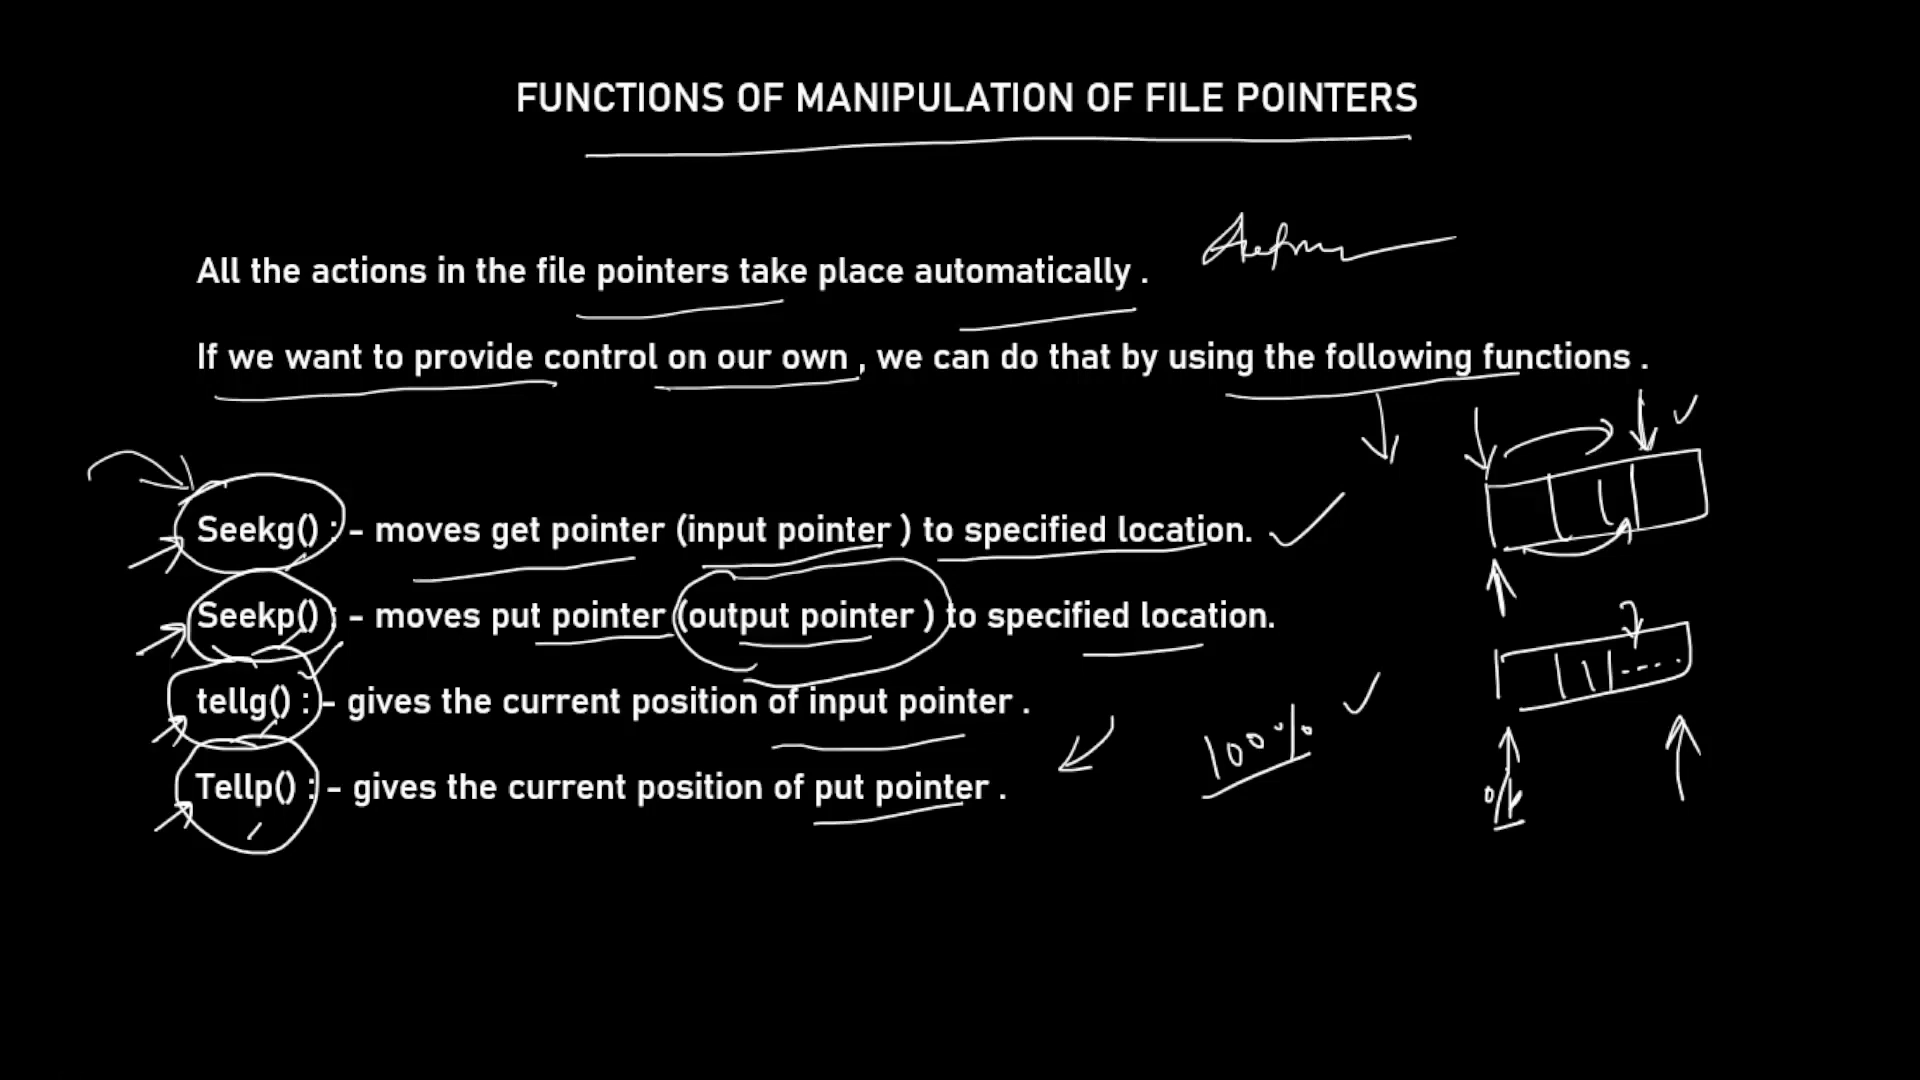 FUNCTIONS OF MANIPULATION OF FILE POINTERS
All the actions in the file pointers take place automatically .
If we want to provide control on our own , we can do that by using the following functions .
Seekg() : - moves get pointer (input pointer ) to specified location.
Seekp() : - moves put pointer (output pointer ) to specified location.
tellg() : - gives the current position of input pointer .
100%
Tellp() : - gives the current position of put pointer .